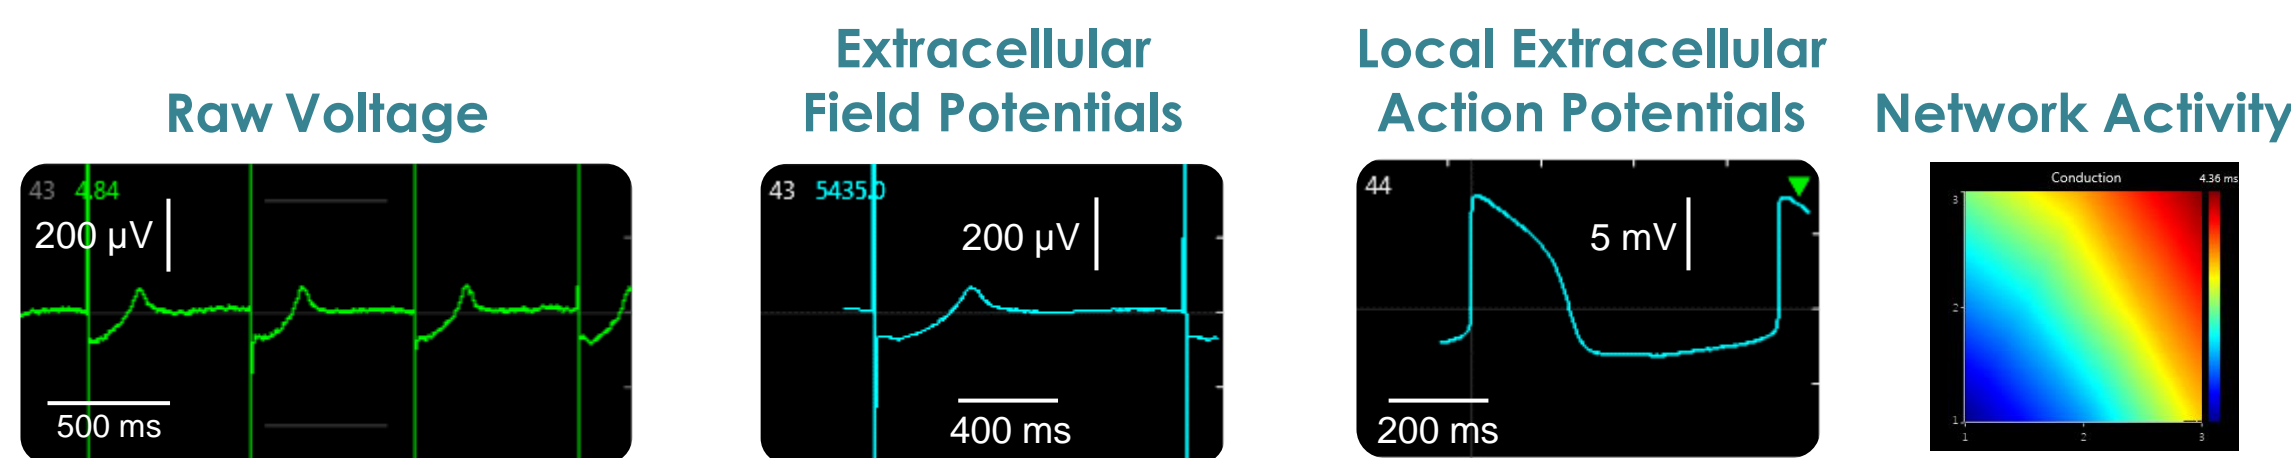 Raw Voltage
43 4.84
200 µV
500 ms
Extracellular
Field Potentials
43 5435.0
200 µV
400 ms
Local Extracellular
Action Potentials
44
5 mV
200 ms
Network Activity
Conduction
4.36 ms
3
2
1
1 2 3